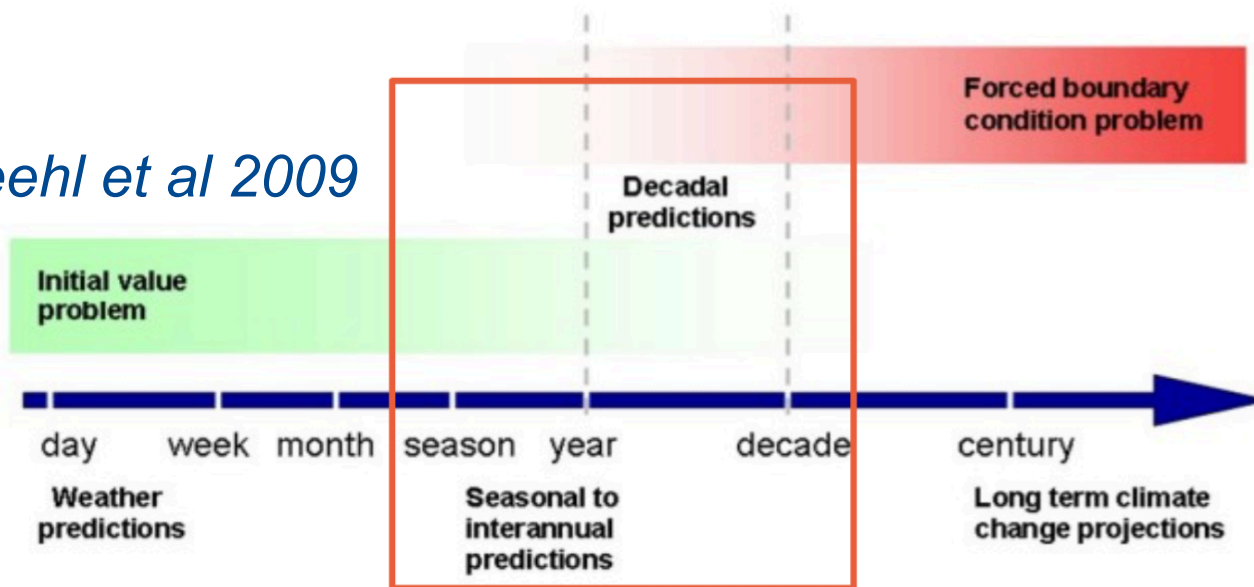 Forced boundary
condition problem
eehl et al 2009
Decadal
predictions
Initial value
problem
day week month season year decade century
Weather
predictions
Seasonal to
interannual
predictions
Long term climate
change projections